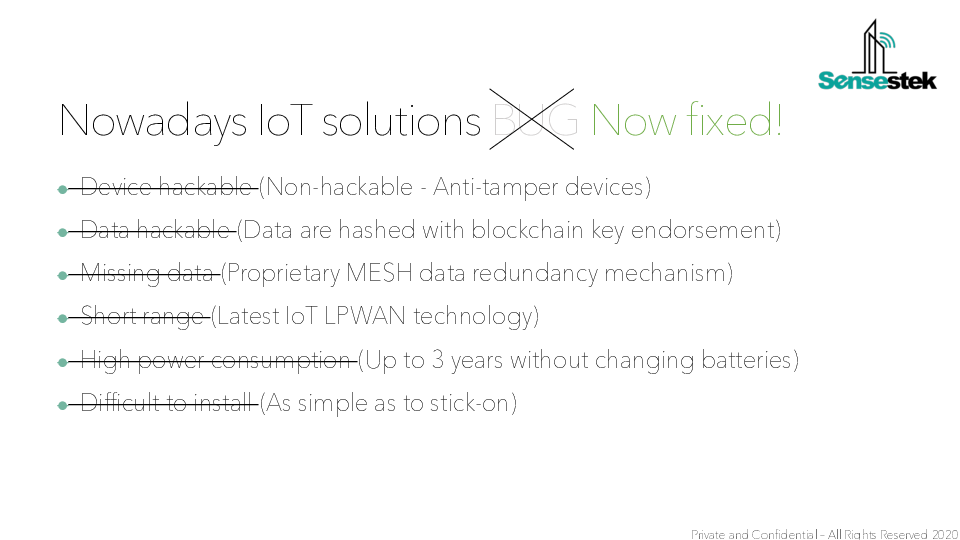 Sensestek
Nowadays IoT solutions BUG Now fixed!
Device hackable (Non-hackable - Anti-tamper devices)
Data hackable (Data are hashed with blockchain key endorsement)
Missing data (Proprietary MESH data redundancy mechanism)
Short range (Latest IoT LPWAN technology)
High power consumption (Up to 3 years without changing batteries)
Difficult to install (As simple as to stick-on)
Private and Confidential – All Rights Reserved 2020